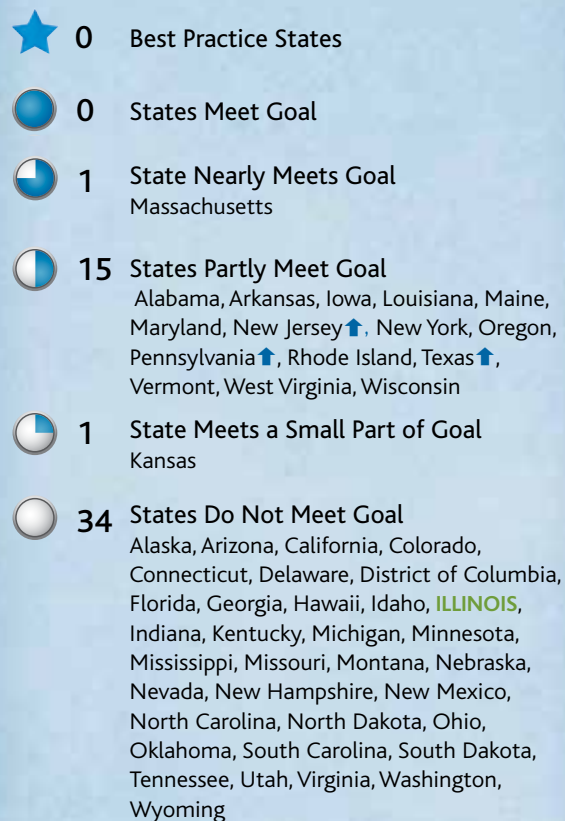 0 Best Practice States
0 States Meet Goal
1 State Nearly Meets Goal
Massachusetts
15 States Partly Meet Goal
Alabama, Arkansas, Iowa, Louisiana, Maine,
Maryland, New Jersey⬆, New York, Oregon,
Pennsylvania⬆, Rhode Island, Texas⬆,
Vermont, West Virginia, Wisconsin
1 State Meets a Small Part of Goal
Kansas
34 States Do Not Meet Goal
Alaska, Arizona, California, Colorado,
Connecticut, Delaware, District of Columbia,
Florida, Georgia, Hawaii, Idaho, ILLINOIS,
Indiana, Kentucky, Michigan, Minnesota,
Mississippi, Missouri, Montana, Nebraska,
Nevada, New Hampshire, New Mexico,
North Carolina, North Dakota, Ohio,
Oklahoma, South Carolina, South Dakota,
Tennessee, Utah, Virginia, Washington,
Wyoming